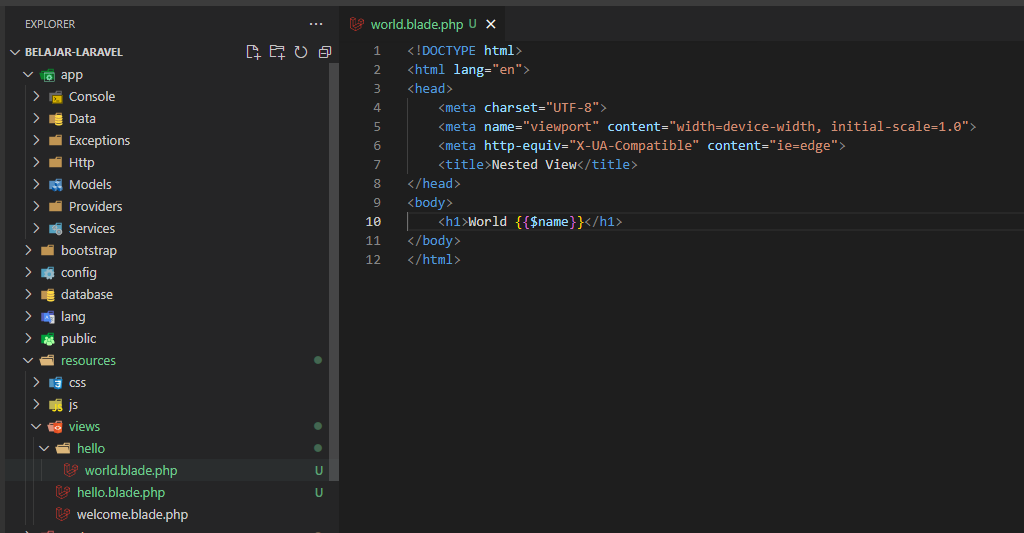 EXPLORER ...
BELAJAR-LARAVEL
app
Console
Data
Exceptions
Http
Models
Providers
Services
bootstrap
config
database
lang
public
resources
css
js
views
hello
world.blade.php U
hello.blade.php U
welcome.blade.php
world.blade.php U
1 <!DOCTYPE html>
2 <html lang="en">
3 <head>
4 <meta charset="UTF-8">
5 <meta name="viewport" content="width=device-width, initial-scale=1.0">
6 <meta http-equiv="X-UA-Compatible" content="ie=edge">
7 <title>Nested View</title>
8 </head>
9 <body>
10 <h1>World {{$name}}</h1>
11 </body>
12 </html>